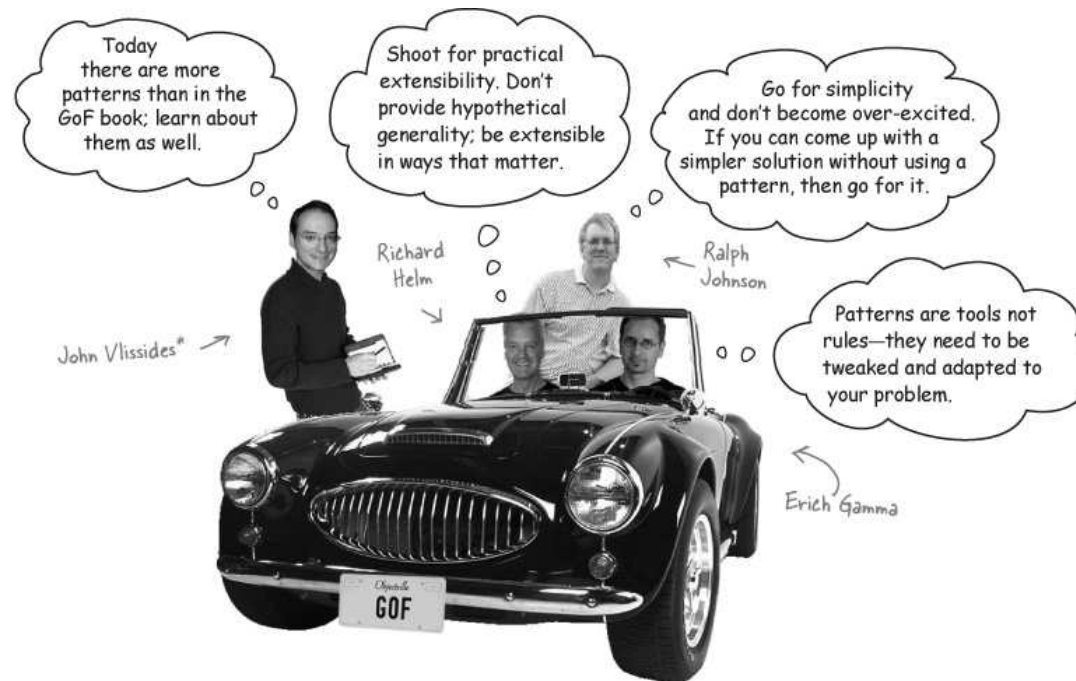 Today
there are more
patterns than in the
GoF book; learn about
them as well.
Shoot for practical
extensibility. Don't
provide hypothetical
generality; be extensible
in ways that matter.
Go for simplicity
and don't become over-excited.
If you can come up with a
simpler solution without using a
pattern, then go for it.
Richard
Helm
Ralph
Johnson
John Vlissides*
Patterns are tools not
rules—they need to be
tweaked and adapted to
your problem.
Erich Gamma
Objectville
GOF